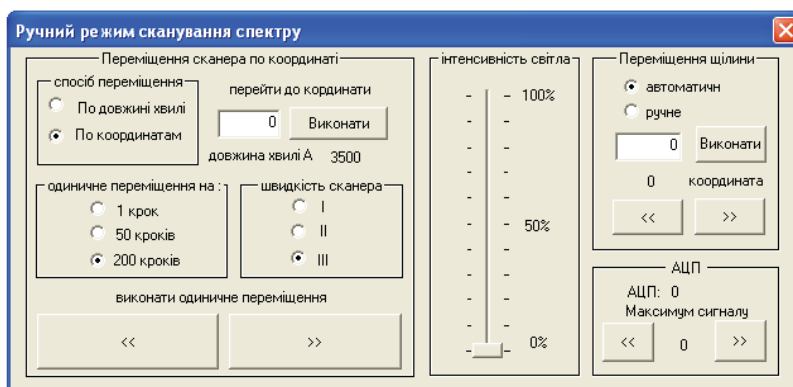 Ручний режим сканування спектру
Переміщення сканера по координаті
спосіб переміщення
По довжині хвилі
По координатам
перейти до кординати
0
Виконати
довжина хвилі А 3500
одиничне переміщення на :
1 крок
50 кроків
200 кроків
швидкість сканера
I
II
III
виконати одиничне переміщення
<<
>>
інтенсивність світла
100%
50%
0%
Переміщення щілини
автоматичн
ручне
0
Виконати
0 координата
<<
>>
АЦП
АЦП: 0
Максимум сигналу
<<
0
>>